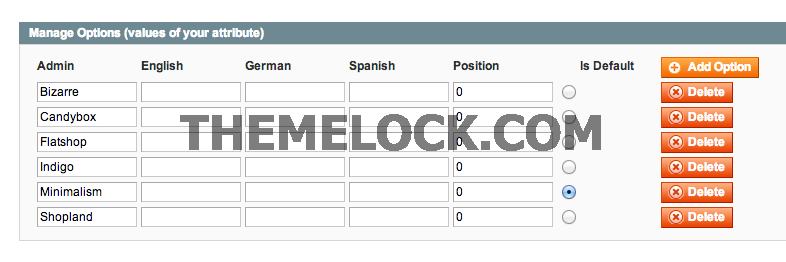 Manage Options (values of your attribute)
Admin English German Spanish Position Is Default Add Option
Bizarre 0 Delete
Candybox 0 Delete
THEMELOCK.COM
Flatshop 0 Delete
Indigo 0 Delete
Minimalism 0 Delete
Shopland 0 Delete